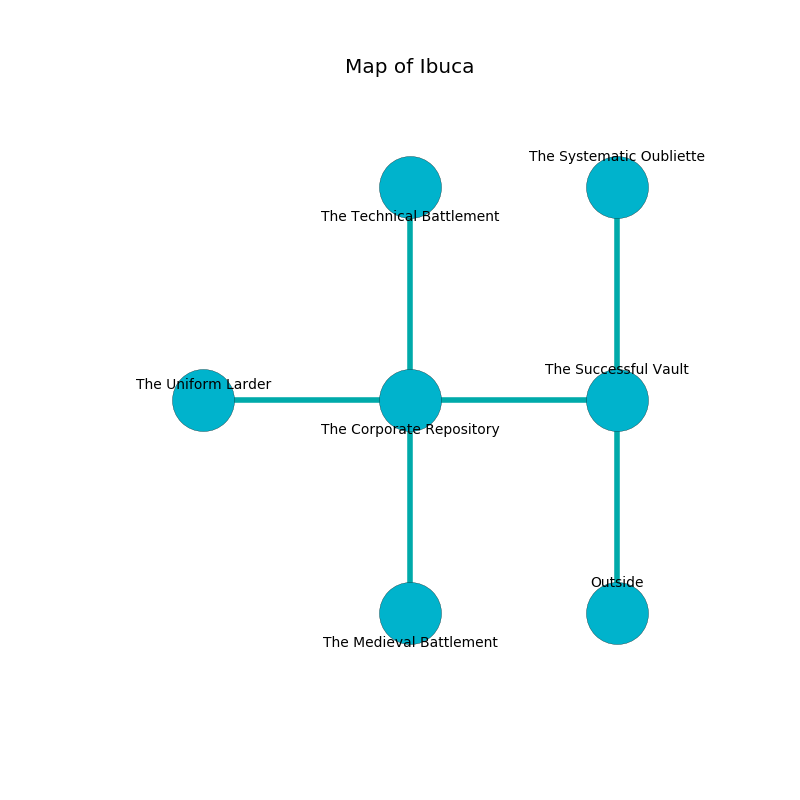 Map of Ibuca
The Systematic Oubliette
The Technical Battlement
The Successful Vault
The Uniform Larder
The Corporate Repository
Outside
The Medieval Battlement